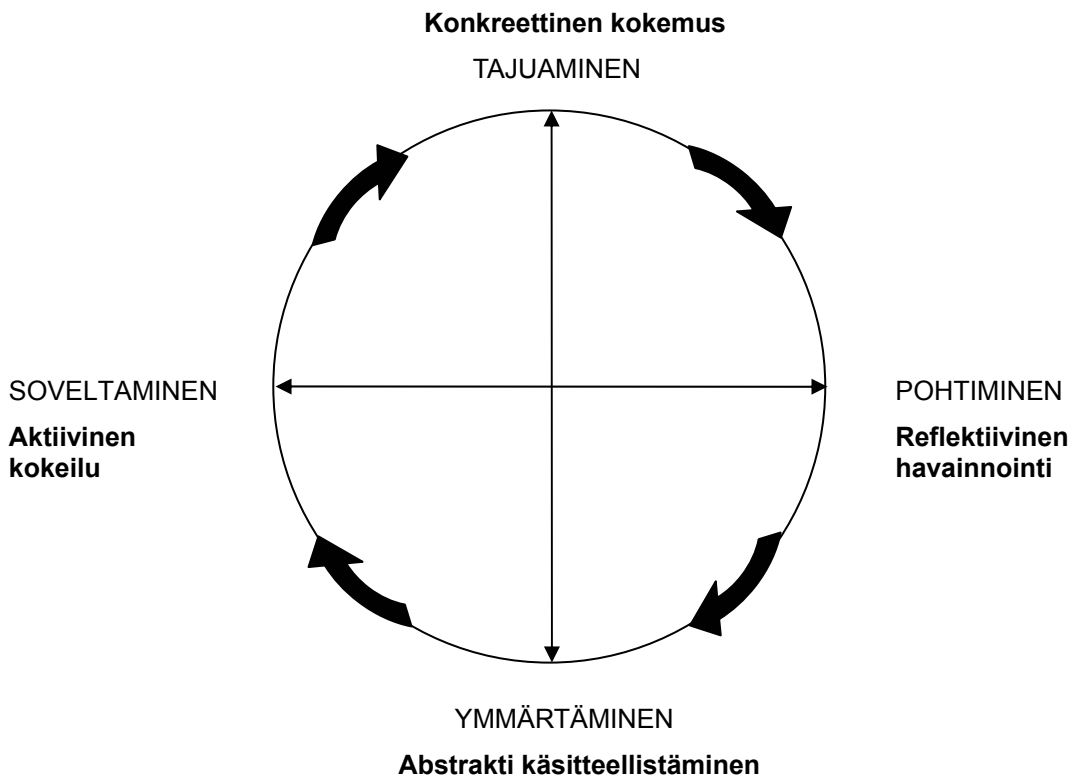 Konkreettinen kokemus
TAJUAMINEN
SOVELTAMINEN
Aktiivinen
kokeilu
POHTIMINEN
Reflektiivinen
havainnointi
YMMÄRTÄMINEN
Abstrakti käsitteellistäminen